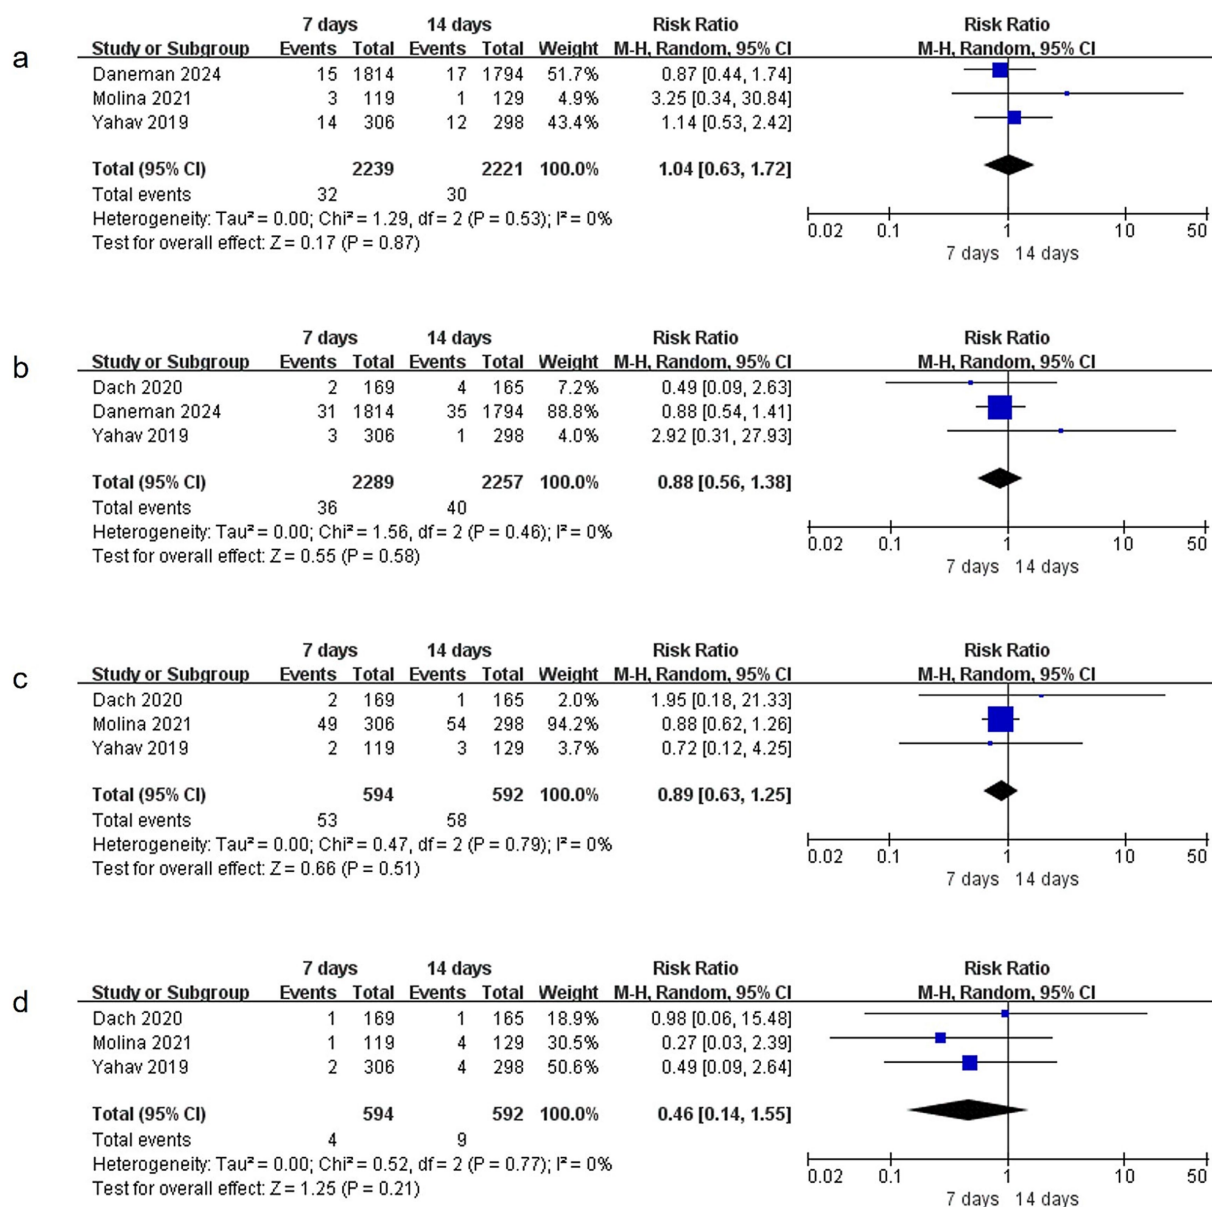 a
7 days 14 days Risk Ratio Risk Ratio
Study or Subgroup Events Total Events Total Weight M-H, Random, 95% CI M-H, Random, 95% CI
Daneman 2024 15 1814 17 1794 51.7% 0.87 [0.44, 1.74]
Molina 2021 3 119 1 129 4.9% 3.25 [0.34, 30.84]
Yahav 2019 14 306 12 298 43.4% 1.14 [0.53, 2.42]
Total (95% CI) 2239 2221 100.0% 1.04 [0.63, 1.72]
Total events 32 30
Heterogeneity: Tau² = 0.00; Chi² = 1.29, df = 2 (P = 0.53); I² = 0%
Test for overall effect: Z = 0.17 (P = 0.87)
0.02 0.1 1 10 50
7 days 14 days
b
7 days 14 days Risk Ratio Risk Ratio
Study or Subgroup Events Total Events Total Weight M-H, Random, 95% CI M-H, Random, 95% CI
Dach 2020 2 169 4 165 7.2% 0.49 [0.09, 2.63]
Daneman 2024 31 1814 35 1794 88.8% 0.88 [0.54, 1.41]
Yahav 2019 3 306 1 298 4.0% 2.92 [0.31, 27.93]
Total (95% CI) 2289 2257 100.0% 0.88 [0.56, 1.38]
Total events 36 40
Heterogeneity: Tau² = 0.00; Chi² = 1.56, df = 2 (P = 0.46); I² = 0%
Test for overall effect: Z = 0.55 (P = 0.58)
0.02 0.1 1 10 50
7 days 14 days
c
7 days 14 days Risk Ratio Risk Ratio
Study or Subgroup Events Total Events Total Weight M-H, Random, 95% CI M-H, Random, 95% CI
Dach 2020 2 169 1 165 2.0% 1.95 [0.18, 21.33]
Molina 2021 49 306 54 298 94.2% 0.88 [0.62, 1.26]
Yahav 2019 2 119 3 129 3.7% 0.72 [0.12, 4.25]
Total (95% CI) 594 592 100.0% 0.89 [0.63, 1.25]
Total events 53 58
Heterogeneity: Tau² = 0.00; Chi² = 0.47, df = 2 (P = 0.79); I² = 0%
Test for overall effect: Z = 0.66 (P = 0.51)
0.02 0.1 1 10 50
7 days 14 days
d
7 days 14 days Risk Ratio Risk Ratio
Study or Subgroup Events Total Events Total Weight M-H, Random, 95% CI M-H, Random, 95% CI
Dach 2020 1 169 1 165 18.9% 0.98 [0.06, 15.48]
Molina 2021 1 119 4 129 30.5% 0.27 [0.03, 2.39]
Yahav 2019 2 306 4 298 50.6% 0.49 [0.09, 2.64]
Total (95% CI) 594 592 100.0% 0.46 [0.14, 1.55]
Total events 4 9
Heterogeneity: Tau² = 0.00; Chi² = 0.52, df = 2 (P = 0.77); I² = 0%
Test for overall effect: Z = 1.25 (P = 0.21)
0.02 0.1 1 10 50
7 days 14 days